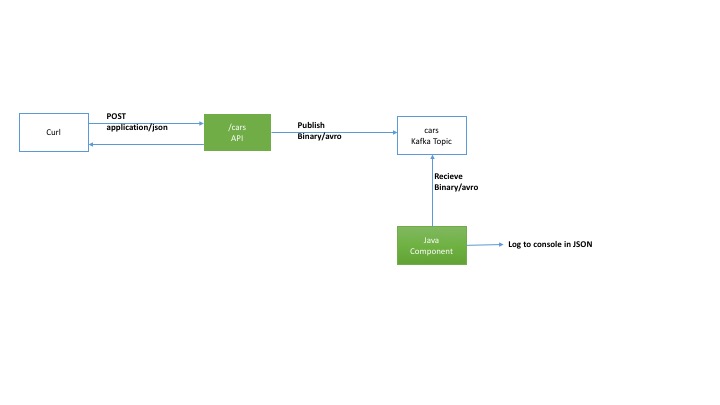 Curl
POST
application/json
/cars
API
Publish
Binary/avro
cars
Kafka Topic
Recieve
Binary/avro
Java
Component
Log to console in JSON